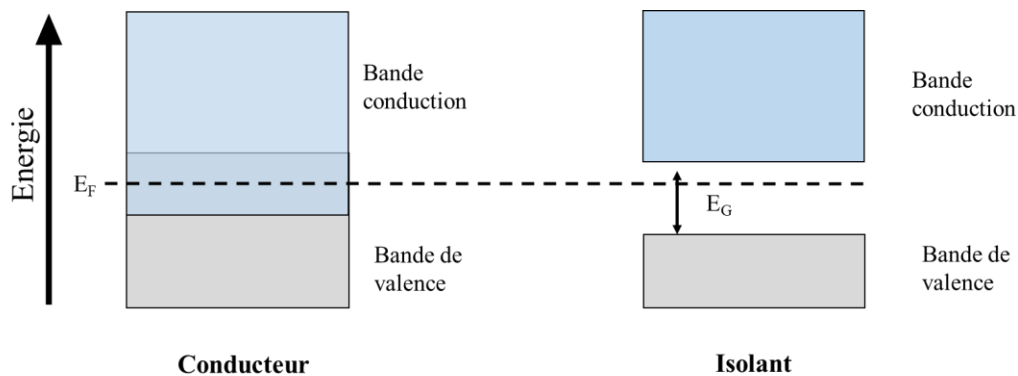 Energie
Bande
conduction
E_F
Bande de
valence
Conducteur
Bande
conduction
E_G
Bande de
valence
Isolant